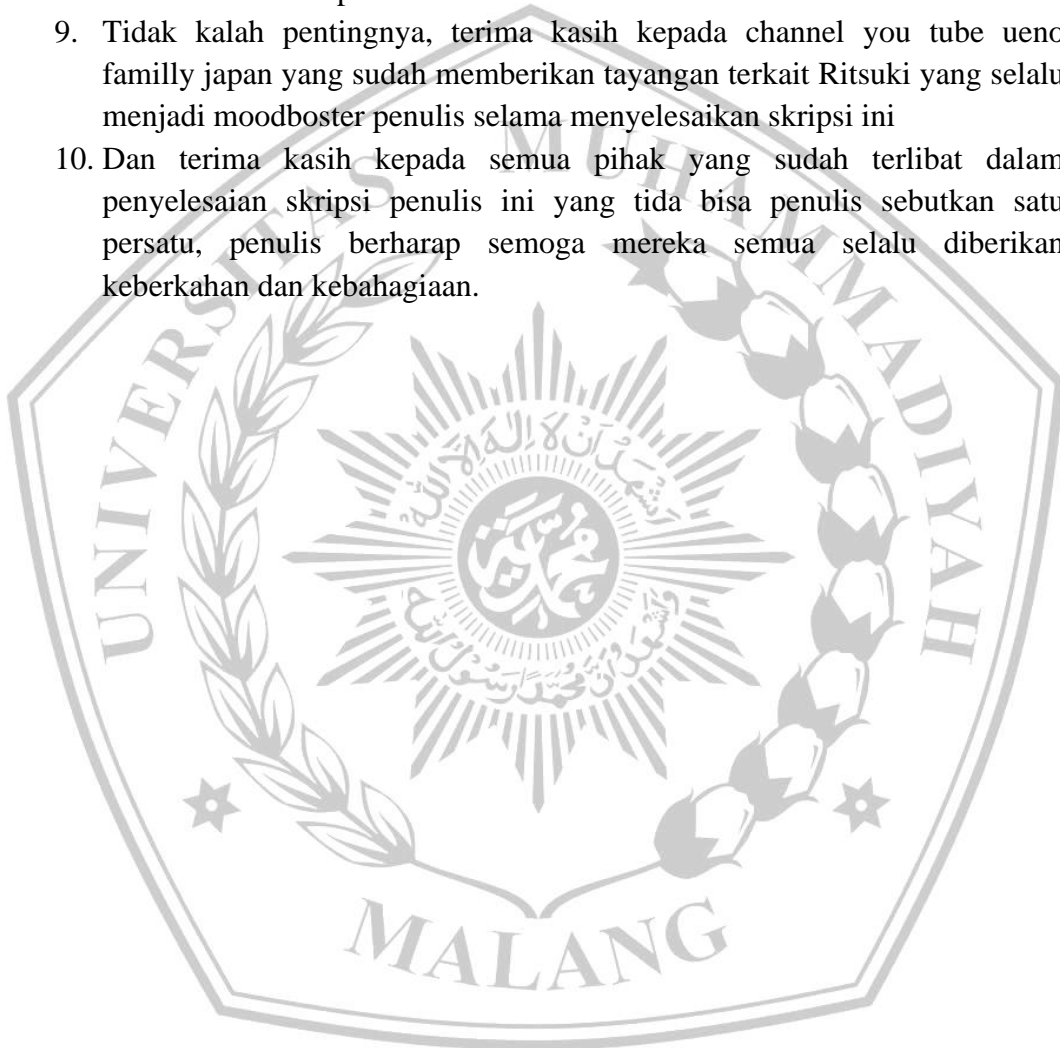 9. Tidak kalah pentingnya, terima kasih kepada channel you tube ueno
familly japan yang sudah memberikan tayangan terkait Ritsuki yang selalu
menjadi moodboster penulis selama menyelesaikan skripsi ini
10. Dan terima kasih kepada semua pihak yang sudah terlibat dalam
penyelesaian skripsi penulis ini yang tida bisa penulis sebutkan satu
persatu, penulis berharap semoga mereka semua selalu diberikan
keberkahan dan kebahagiaan.
UNIVERSITAS MUHAMMADIYAH
MALANG